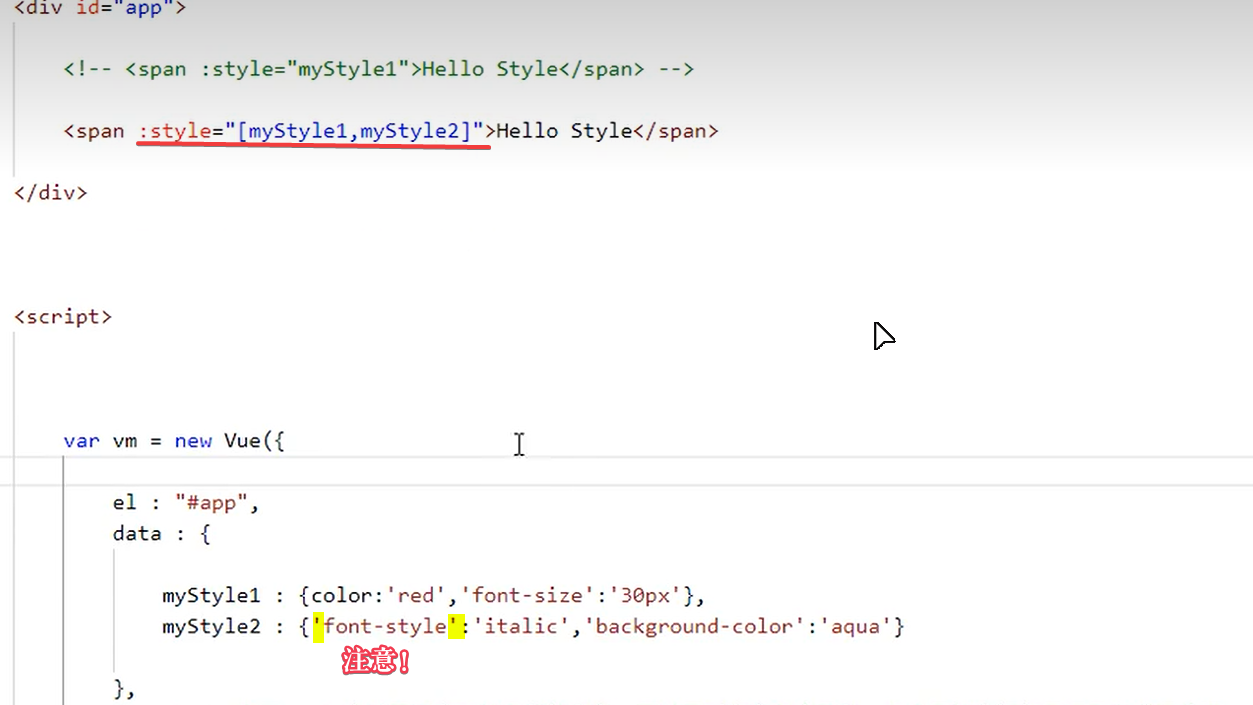 <div id="app">
<!-- <span :style="myStyle1">Hello Style</span> -->
<span :style="[myStyle1,myStyle2]">Hello Style</span>
</div>
<script>
var vm = new Vue({
el : "#app",
data : {
myStyle1 : {color:'red','font-size':'30px'},
myStyle2 : {'font-style':'italic','background-color':'aqua'}
注意!
},